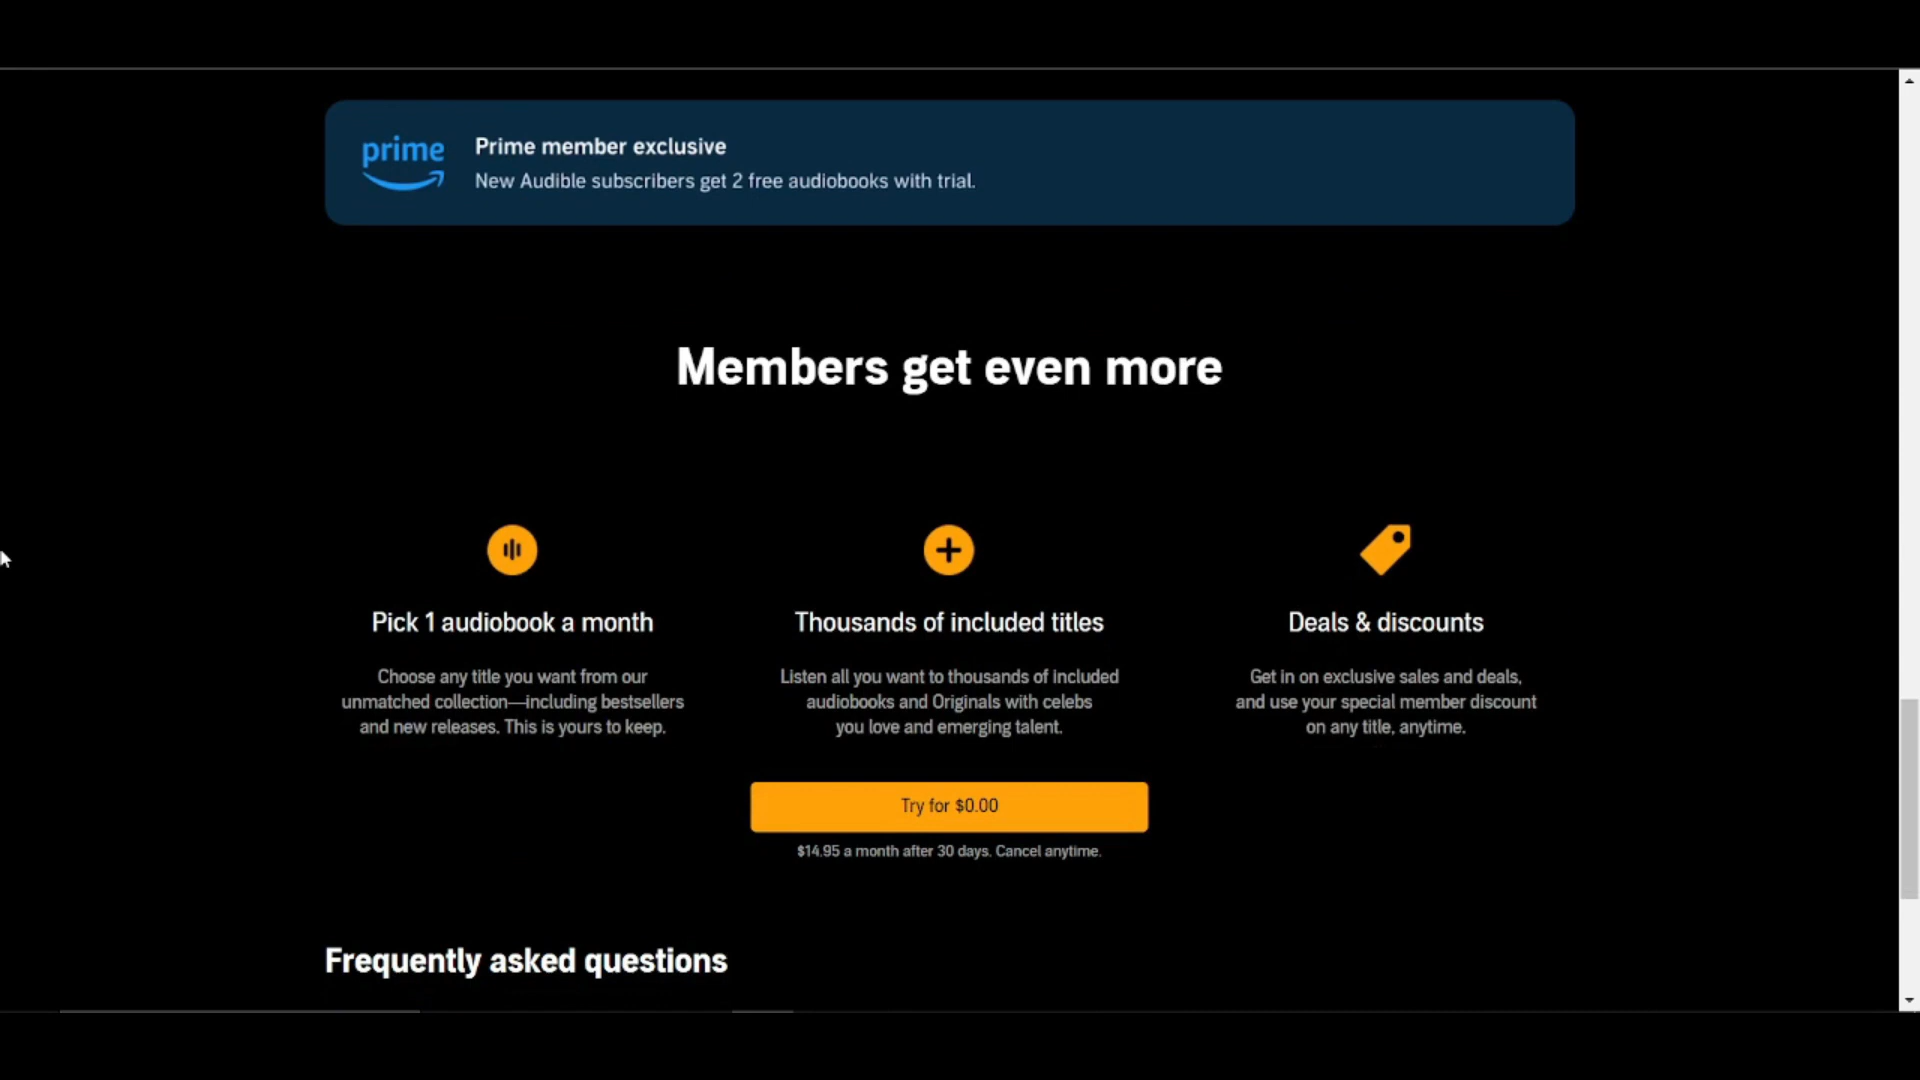 prime
Prime member exclusive
New Audible subscribers get 2 free audiobooks with trial.
Members get even more
Pick 1 audiobook a month
Choose any title you want from our
unmatched collection—including bestsellers
and new releases. This is yours to keep.
Thousands of included titles
Listen all you want to thousands of included
audiobooks and Originals with celebs
you love and emerging talent.
Deals & discounts
Get in on exclusive sales and deals,
and use your special member discount
on any title, anytime.
Try for $0.00
$14.95 a month after 30 days. Cancel anytime.
Frequently asked questions